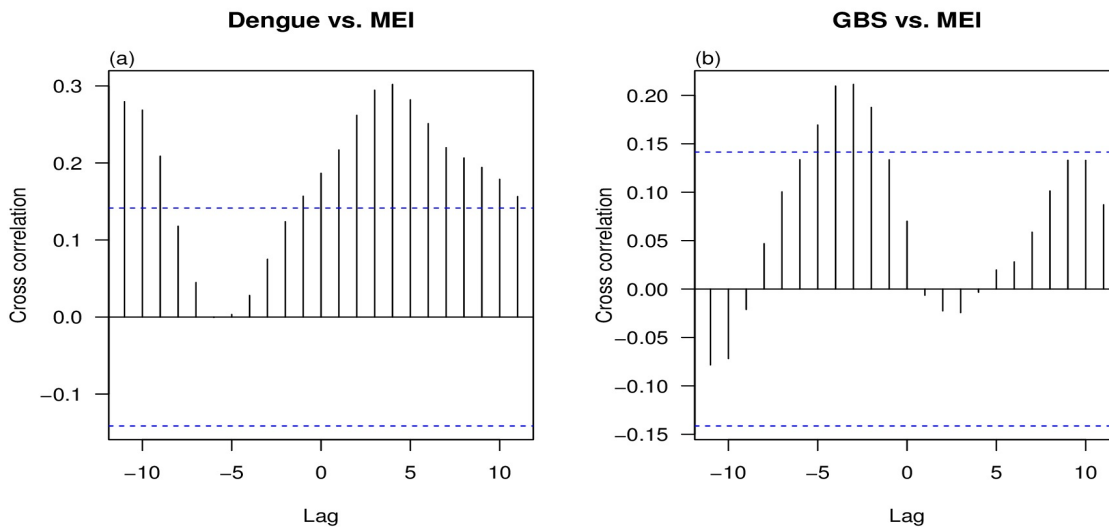 Dengue vs. MEI
(a)
0.3
0.2
0.1
0.0
−0.1
Cross correlation
−10 −5 0 5 10
Lag
GBS vs. MEI
(b)
0.20
0.15
0.10
0.05
0.00
−0.05
−0.10
−0.15
Cross correlation
−10 −5 0 5 10
Lag